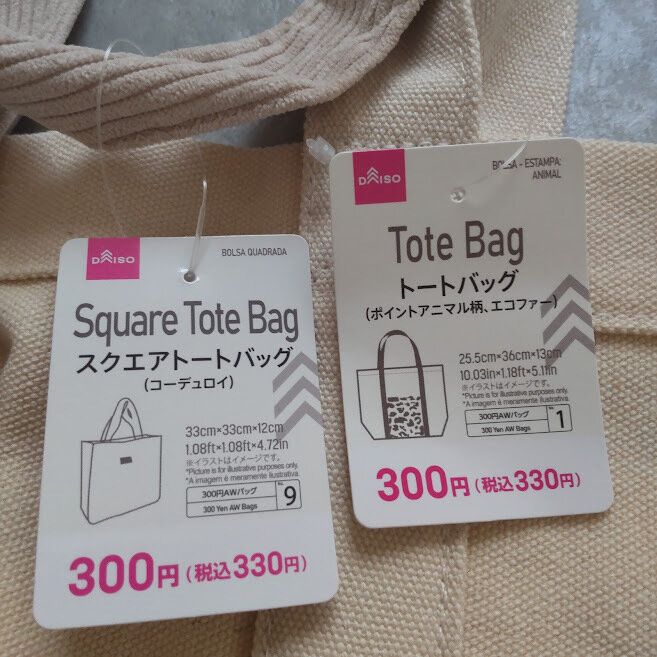 DAISO
BOLSA QUADRADA
Square Tote Bag
スクエアトートバッグ
(コーデュロイ)
33cm×33cm×12cm
1.08ft×1.08ft×4.72in
※イラストはイメージです。
*Picture is for illustrative purposes only.
*A imagem é meramente ilustrativa.
300円AWバッグ
300 Yen AW Bags
No.
9
300円(税込330円)
DAISO
BOLSA - ESTAMPA:
ANIMAL
Tote Bag
トートバッグ
(ポイントアニマル柄、エコファー)
25.5cm×36cm×13cm
10.03in×1.18ft×5.11in
※イラストはイメージです。
*Picture is for illustrative purposes only.
*A imagem é meramente ilustrativa.
300円AWバッグ
300 Yen AW Bags
No.
1
300円(税込330円)